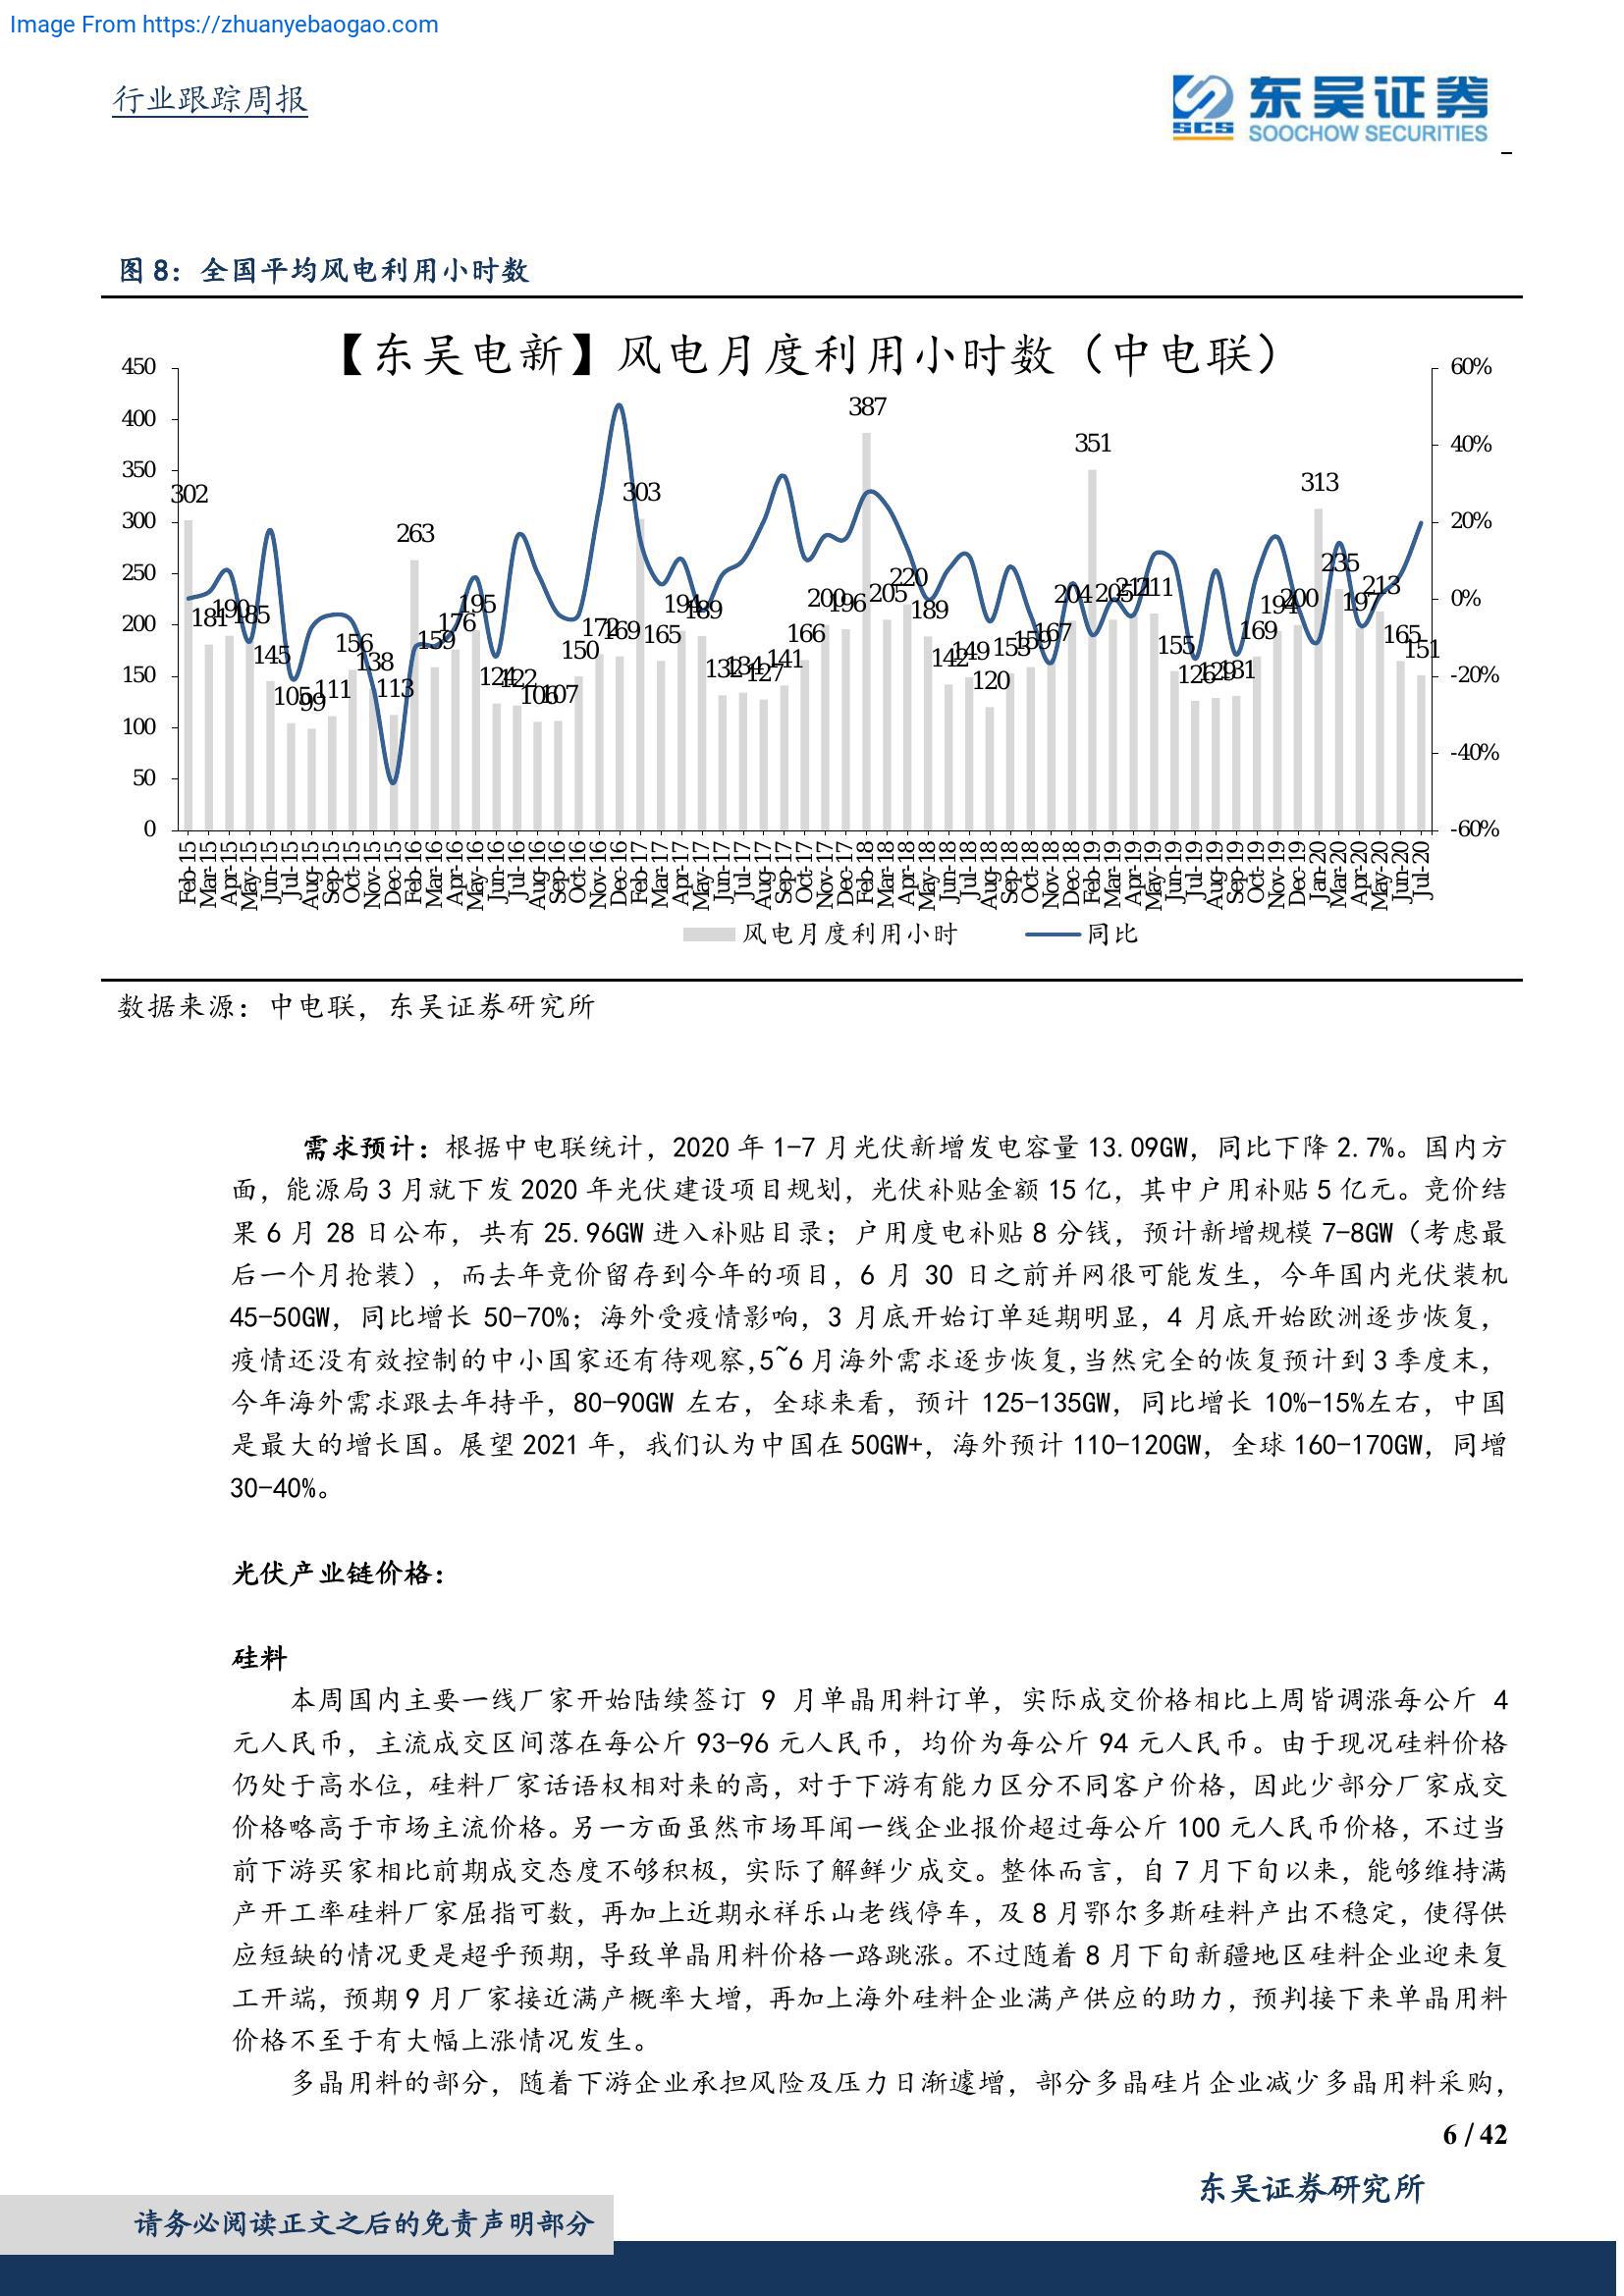 Image From https://zhuanyebaogao.com
行业跟踪周报
东吴证券
SCS
SOOCHOW SECURITIES
图 8：全国平均风电利用小时数
【东吴电新】风电月度利用小时数（中电联）
450
400
350
300
250
200
150
100
50
0
60%
40%
20%
0%
-20%
-40%
-60%
302
181
190
185
145
105
99
111
156
138
113
263
159
176
195
124
122
106
107
150
172
169
303
165
194
189
132
134
127
141
166
200
196
387
205
220
189
142
149
120
153
159
167
204
351
205
211
211
155
126
129
131
169
194
200
313
235
197
213
165
151
Feb-15
Mar-15
Apr-15
May-15
Jun-15
Jul-15
Aug-15
Sep-15
Oct-15
Nov-15
Dec-15
Feb-16
Mar-16
Apr-16
May-16
Jun-16
Jul-16
Aug-16
Sep-16
Oct-16
Nov-16
Dec-16
Feb-17
Mar-17
Apr-17
May-17
Jun-17
Jul-17
Aug-17
Sep-17
Oct-17
Nov-17
Dec-17
Feb-18
Mar-18
Apr-18
May-18
Jun-18
Jul-18
Aug-18
Sep-18
Oct-18
Nov-18
Dec-18
Feb-19
Mar-19
Apr-19
May-19
Jun-19
Jul-19
Aug-19
Sep-19
Oct-19
Nov-19
Dec-19
Jan-20
Mar-20
Apr-20
May-20
Jun-20
Jul-20
风电月度利用小时
同比
数据来源：中电联，东吴证券研究所
需求预计：根据中电联统计，2020 年 1-7 月光伏新增发电容量 13.09GW，同比下降 2.7%。国内方
面，能源局 3 月就下发 2020 年光伏建设项目规划，光伏补贴金额 15 亿，其中户用补贴 5 亿元。竞价结
果 6 月 28 日公布，共有 25.96GW 进入补贴目录；户用度电补贴 8 分钱，预计新增规模 7-8GW（考虑最
后一个月抢装），而去年竞价留存到今年的项目，6 月 30 日之前并网很可能发生，今年国内光伏装机
45-50GW，同比增长 50-70%；海外受疫情影响，3 月底开始订单延期明显，4 月底开始欧洲逐步恢复，
疫情还没有效控制的中小国家还有待观察,5~6 月海外需求逐步恢复,当然完全的恢复预计到 3 季度末，
今年海外需求跟去年持平，80-90GW 左右，全球来看，预计 125-135GW，同比增长 10%-15%左右，中国
是最大的增长国。展望 2021 年，我们认为中国在 50GW+，海外预计 110-120GW，全球 160-170GW，同增
30-40%。
光伏产业链价格：
硅料
本周国内主要一线厂家开始陆续签订 9 月单晶用料订单，实际成交价格相比上周皆调涨每公斤 4
元人民币，主流成交区间落在每公斤 93-96 元人民币，均价为每公斤 94 元人民币。由于现况硅料价格
仍处于高水位，硅料厂家话语权相对来的高，对于下游有能力区分不同客户价格，因此少部分厂家成交
价格略高于市场主流价格。另一方面虽然市场耳闻一线企业报价超过每公斤 100 元人民币价格，不过当
前下游买家相比前期成交态度不够积极，实际了解鲜少成交。整体而言，自 7 月下旬以来，能够维持满
产开工率硅料厂家屈指可数，再加上近期永祥乐山老线停车，及 8 月鄂尔多斯硅料产出不稳定，使得供
应短缺的情况更是超乎预期，导致单晶用料价格一路跳涨。不过随着 8 月下旬新疆地区硅料企业迎来复
工开端，预期 9 月厂家接近满产概率大增，再加上海外硅料企业满产供应的助力，预判接下来单晶用料
价格不至于有大幅上涨情况发生。
多晶用料的部分，随着下游企业承担风险及压力日渐遽增，部分多晶硅片企业减少多晶用料采购，
6 / 42
东吴证券研究所
请务必阅读正文之后的免责声明部分